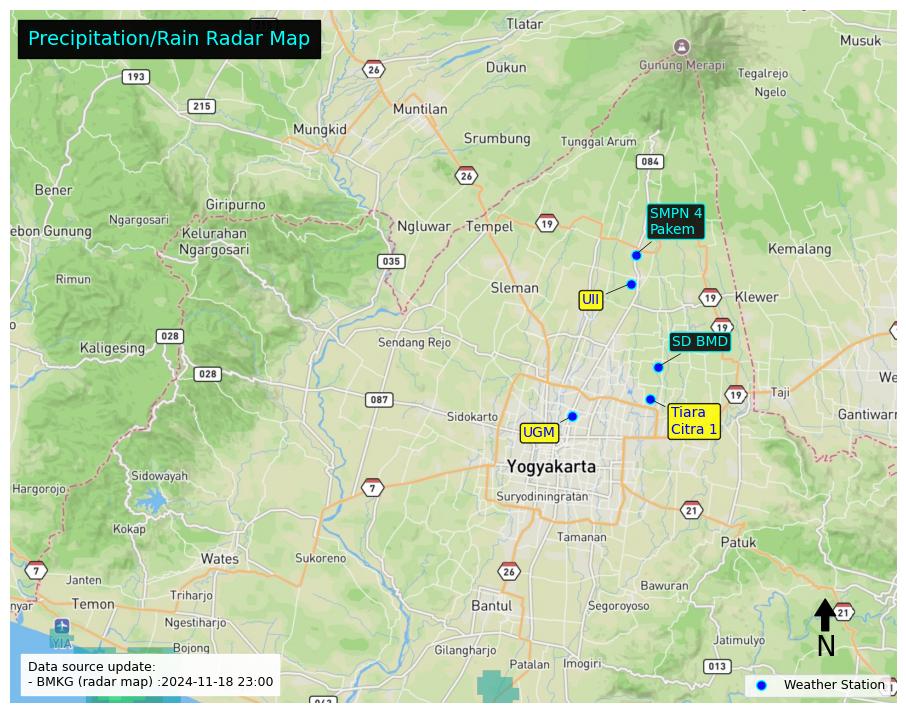 Precipitation/Rain Radar Map
Tlatar
Musuk
26
Dukun
Gunung Merapi
Tegalrejo
193
Ngelo
215
Muntilan
Mungkid
Srumbung
Tunggal Arum
084
26
Bener
Giripurno
SMPN 4
Pakem
Ngargosari
Ngluwar
Tempel
19
ebon Gunung
Kelurahan
Ngargosari
Kemalang
035
Rimun
Sleman
UII
19
Klewer
19
028
Sendang Rejo
SD BMD
Kaligesing
028
We
087
19
Taji
Sidokarto
Tiara
Citra 1
Gantiwarn
UGM
Yogyakarta
Sidowayah
Hargorojo
7
Suryodiningratan
21
Kokap
Tamanan
Patuk
Wates
Sukoreno
7
26
Janten
Bawuran
Triharjo
nyar
Temon
Bantul
Segoroyoso
21
Ngestiharjo
YIA
Jatimulyo
N
Bojong
Gilangharjo
Patalan
Imogiri
013
Data source update:
- BMKG (radar map) :2024-11-18 23:00
Weather Station